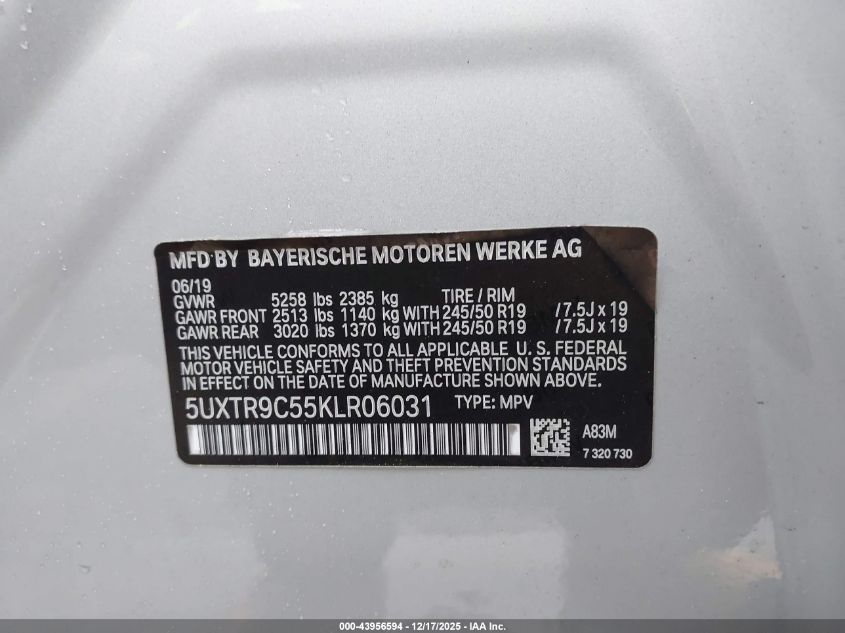 MFD BY BAYERISCHE MOTOREN WERKE AG
06/19
GVWR 5258 lbs 2385 kg TIRE / RIM
GAWR FRONT 2513 lbs 1140 kg WITH 245/50 R19 / 7.5J x 19
GAWR REAR 3020 lbs 1370 kg WITH 245/50 R19 / 7.5J x 19
THIS VEHICLE CONFORMS TO ALL APPLICABLE U. S. FEDERAL
MOTOR VEHICLE SAFETY AND THEFT PREVENTION STANDARDS
IN EFFECT ON THE DATE OF MANUFACTURE SHOWN ABOVE.
5UXTR9C55KLR06031 TYPE: MPV
A83M
7 320 730
000-43956594 - 12/17/2025 - IAA Inc.